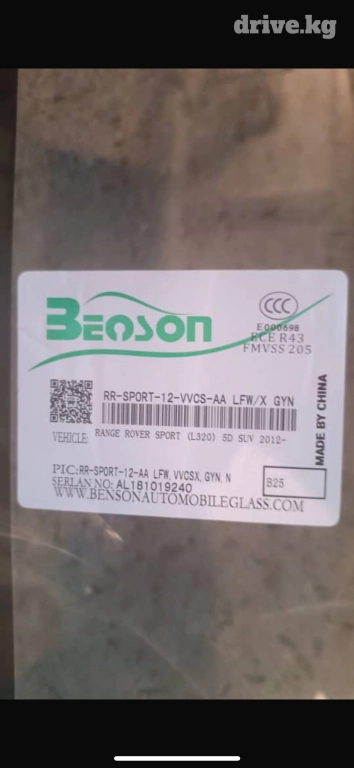 drive.kg
BENSON
CCC
E000698
ECE R43
FMVSS 205
RR-SPORT-12-VVCS-AA LFW/X GYN
VEHICLE: RANGE ROVER SPORT (L320) 5D SUV 2012-
PIC:RR-SPORT-12-AA LFW, VVCSX, GYN, N
SERLAN NO: AL181019240
B25
WWW.BENSONAUTOMOBILEGLASS.COM
MADE BY CHINA